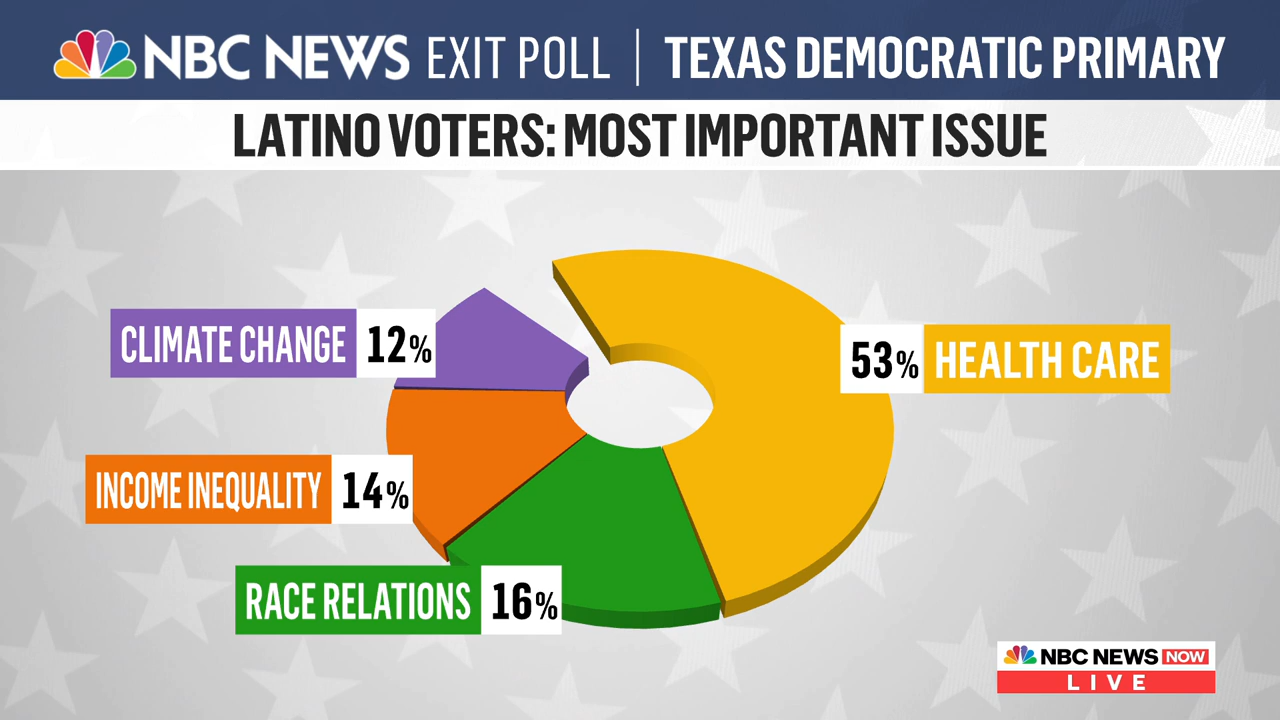 NBC NEWS EXIT POLL | TEXAS DEMOCRATIC PRIMARY
LATINO VOTERS: MOST IMPORTANT ISSUE
CLIMATE CHANGE 12%
53% HEALTH CARE
INCOME INEQUALITY 14%
RACE RELATIONS 16%
NBC NEWS NOW
LIVE